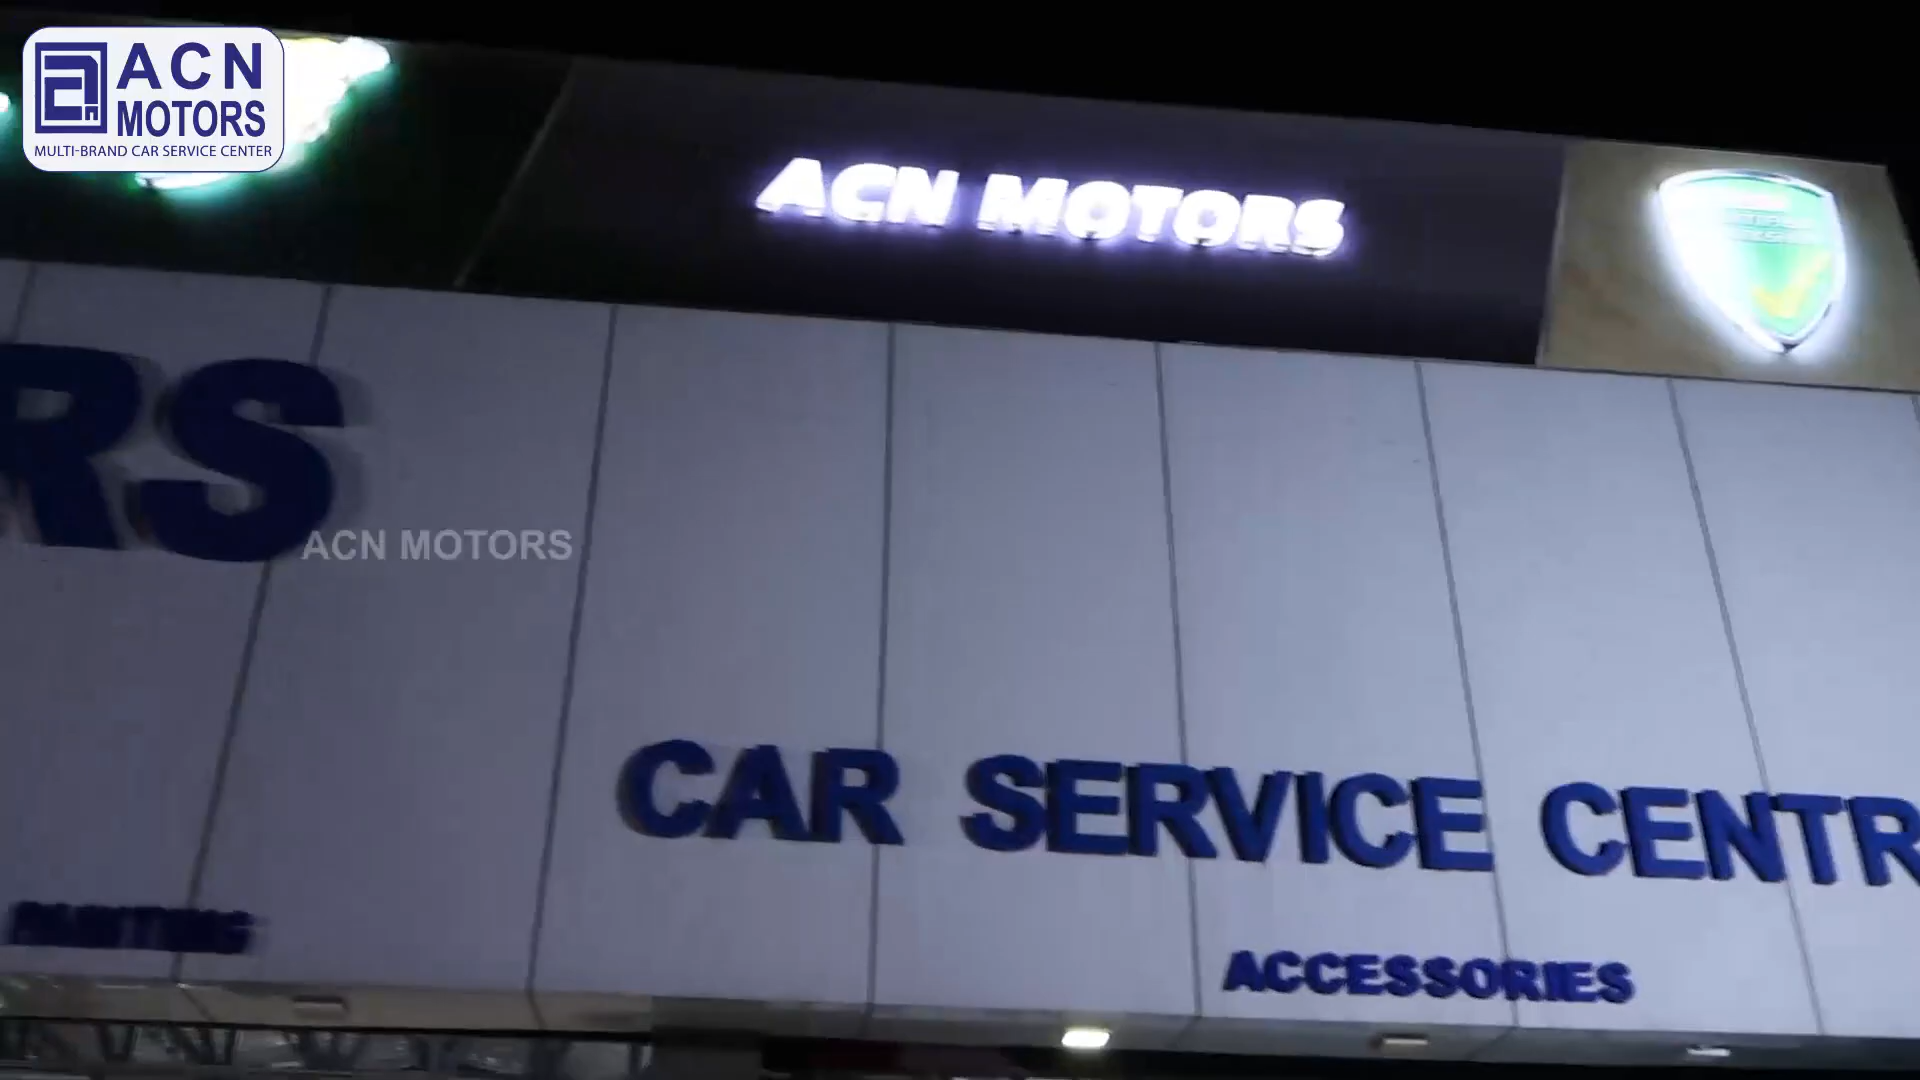 ACN
MOTORS
MULTI-BRAND CAR SERVICE CENTER
ACN MOTORS
RS
ACN MOTORS
CAR SERVICE CENTR
PAINTING
ACCESSORIES